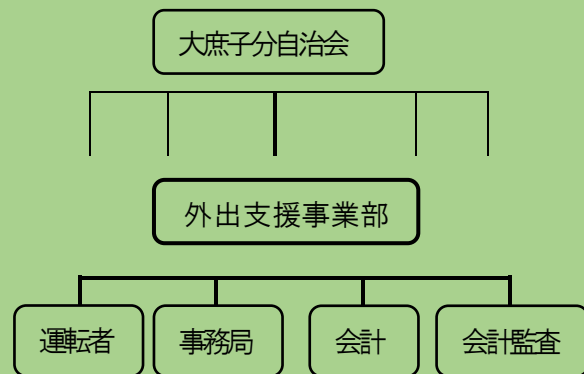 大庶子分自治会
外出支援事業部
運転者
事務局
会計
会計監査